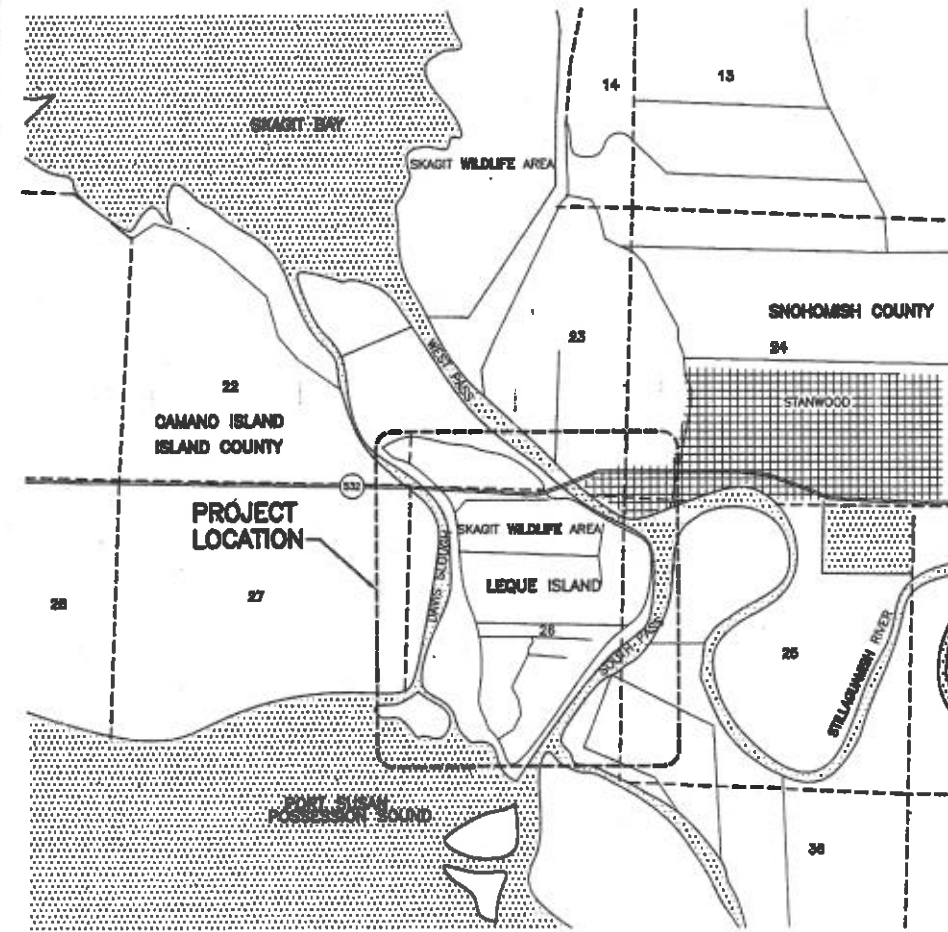 14
13
SKAGIT BAY
SKAGIT WILDLIFE AREA
SNOHOMISH COUNTY
23
24
WEST PASS
22
STANWOOD
CAMANO ISLAND
ISLAND COUNTY
532
PROJECT
LOCATION
SKAGIT WILDLIFE AREA
DAVIS SLOUGH
LEQUE ISLAND
28
27
26
SOUTH PASS
25
STILLAGUAMISH RIVER
PORT SUSAN
POSSESSION SOUND
36